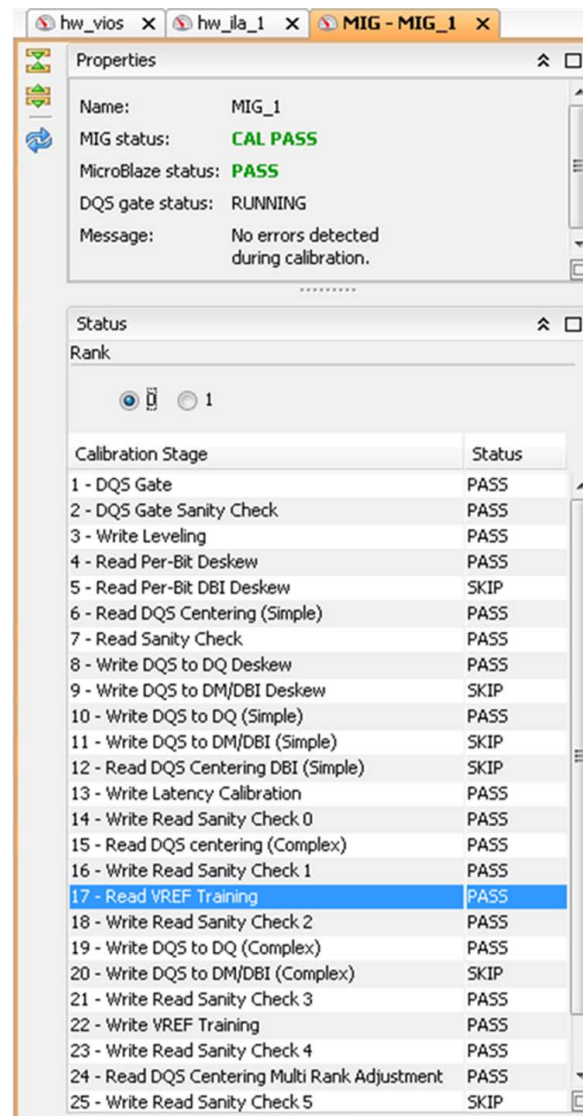 hw_vios hw_ila_1 MIG - MIG_1
Properties
Name: MIG_1
MIG status: CAL PASS
MicroBlaze status: PASS
DQS gate status: RUNNING
Message: No errors detected
during calibration.
Status
Rank
0 1
Calibration Stage Status
1 - DQS Gate PASS
2 - DQS Gate Sanity Check PASS
3 - Write Leveling PASS
4 - Read Per-Bit Deskew PASS
5 - Read Per-Bit DBI Deskew SKIP
6 - Read DQS Centering (Simple) PASS
7 - Read Sanity Check PASS
8 - Write DQS to DQ Deskew PASS
9 - Write DQS to DM/DBI Deskew SKIP
10 - Write DQS to DQ (Simple) PASS
11 - Write DQS to DM/DBI (Simple) SKIP
12 - Read DQS Centering DBI (Simple) SKIP
13 - Write Latency Calibration PASS
14 - Write Read Sanity Check 0 PASS
15 - Read DQS centering (Complex) PASS
16 - Write Read Sanity Check 1 PASS
17 - Read VREF Training PASS
18 - Write Read Sanity Check 2 PASS
19 - Write DQS to DQ (Complex) PASS
20 - Write DQS to DM/DBI (Complex) SKIP
21 - Write Read Sanity Check 3 PASS
22 - Write VREF Training PASS
23 - Write Read Sanity Check 4 PASS
24 - Read DQS Centering Multi Rank Adjustment PASS
25 - Write Read Sanity Check 5 SKIP